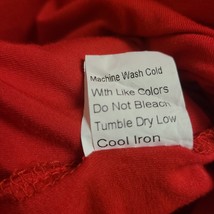 Machine Wash Cold
With Like Colors
Do Not Bleach
Tumble Dry Low
Cool Iron